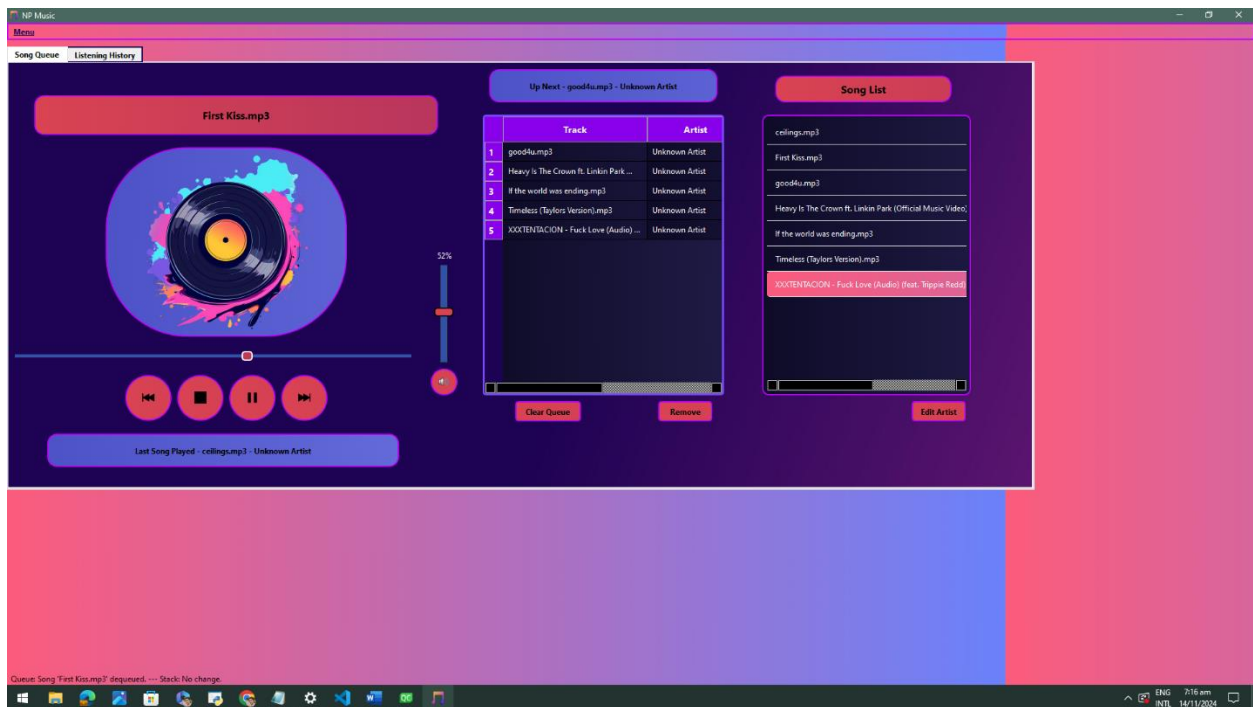 NP Music
Menu
Song Queue Listening History
First Kiss.mp3
52%
Last Song Played - ceilings.mp3 - Unknown Artist
Up Next - good4u.mp3 - Unknown Artist
Track Artist
1 good4u.mp3 Unknown Artist
2 Heavy Is The Crown ft. Linkin Park ... Unknown Artist
3 If the world was ending.mp3 Unknown Artist
4 Timeless (Taylors Version).mp3 Unknown Artist
5 XXXTENTACION - Fuck Love (Audio) ... Unknown Artist
Clear Queue Remove
Song List
ceilings.mp3
First Kiss.mp3
good4u.mp3
Heavy Is The Crown ft. Linkin Park (Official Music Video)
If the world was ending.mp3
Timeless (Taylors Version).mp3
XXXTENTACION - Fuck Love (Audio) (feat. Trippie Redd)
Edit Artist
Queue: Song 'First Kiss.mp3' dequeued. --- Stack: No change.
ENG
INTL
7:16 am
14/11/2024